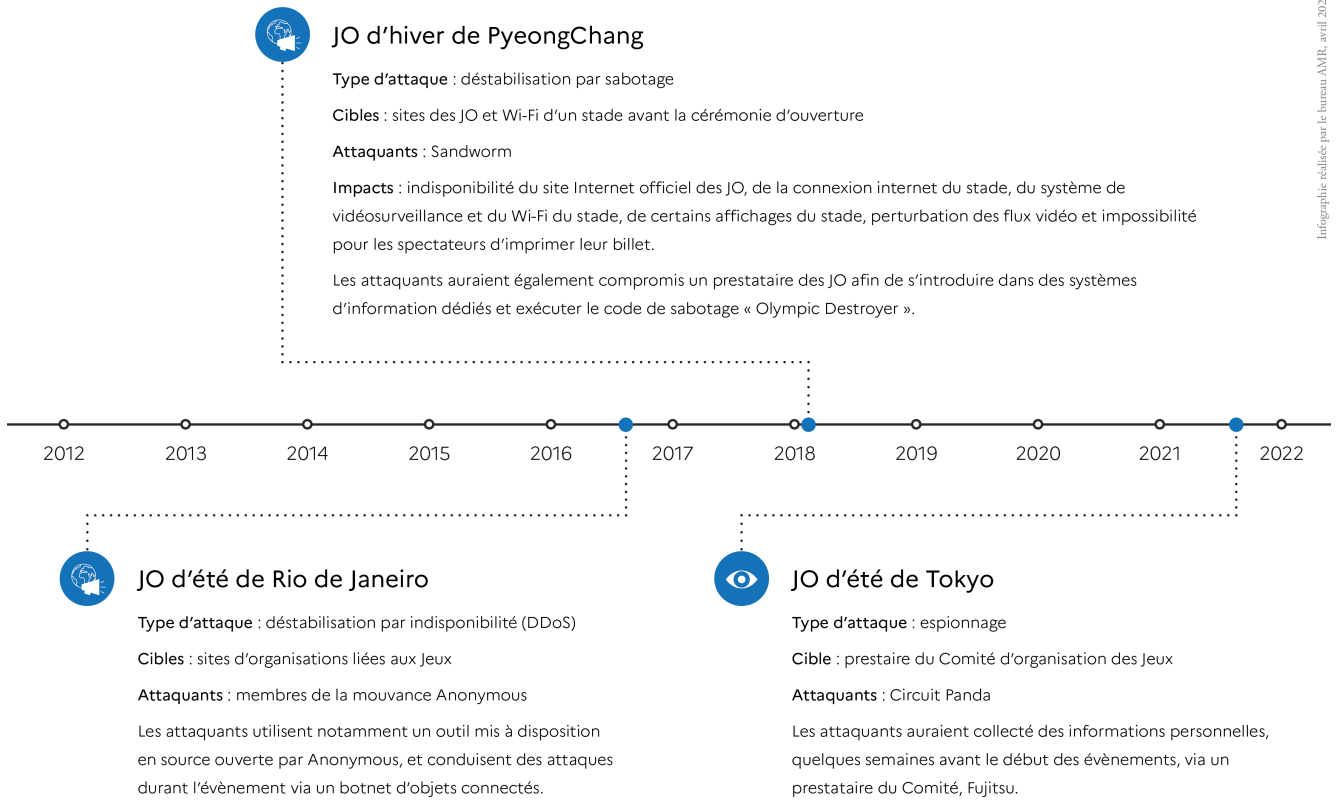 JO d'hiver de PyeongChang
Type d'attaque : déstabilisation par sabotage
Cibles : sites des JO et Wi-Fi d'un stade avant la cérémonie d'ouverture
Attaquants : Sandworm
Impacts : indisponibilité du site Internet officiel des JO, de la connexion internet du stade, du système de
vidéosurveillance et du Wi-Fi du stade, de certains affichages du stade, perturbation des flux vidéo et impossibilité
pour les spectateurs d'imprimer leur billet.
Les attaquants auraient également compromis un prestataire des JO afin de s'introduire dans des systèmes
d'information dédiés et exécuter le code de sabotage « Olympic Destroyer ».
Infographie réalisée par le bureau AMR, avril 202
2012 2013 2014 2015 2016 2017 2018 2019 2020 2021 2022
JO d'été de Rio de Janeiro
Type d'attaque : déstabilisation par indisponibilité (DDoS)
Cibles : sites d'organisations liées aux Jeux
Attaquants : membres de la mouvance Anonymous
Les attaquants utilisent notamment un outil mis à disposition
en source ouverte par Anonymous, et conduisent des attaques
durant l'évènement via un botnet d'objets connectés.
JO d'été de Tokyo
Type d'attaque : espionnage
Cible : prestaire du Comité d'organisation des Jeux
Attaquants : Circuit Panda
Les attaquants auraient collecté des informations personnelles,
quelques semaines avant le début des évènements, via un
prestataire du Comité, Fujitsu.